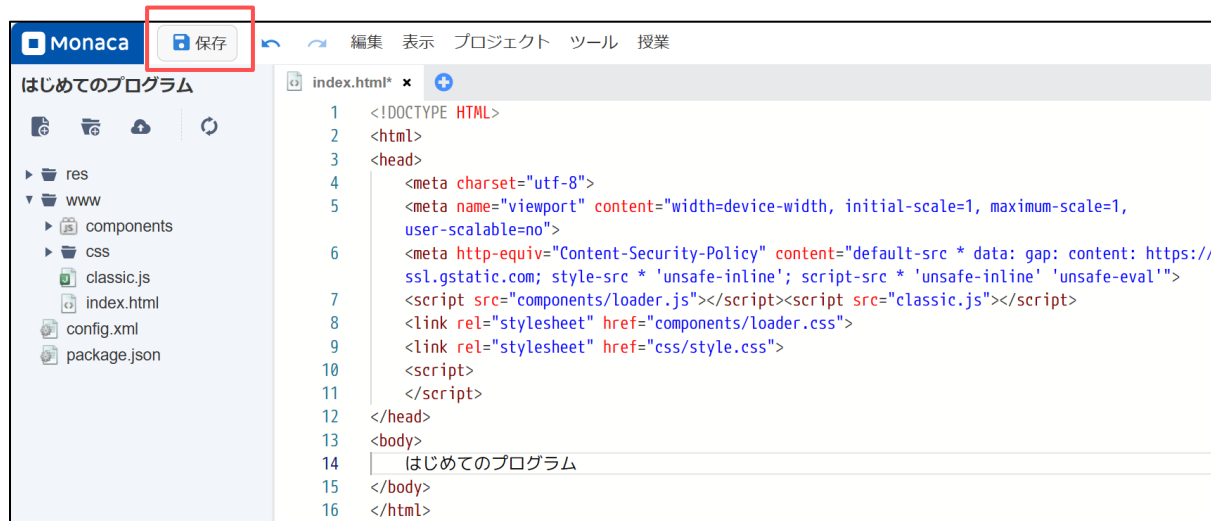 Monaca 保存 編集 表示 プロジェクト ツール 授業
はじめてのプログラム
index.html* ×
res
www
components
css
classic.js
index.html
config.xml
package.json
1 <!DOCTYPE HTML>
2 <html>
3 <head>
4 <meta charset="utf-8">
5 <meta name="viewport" content="width=device-width, initial-scale=1, maximum-scale=1,
user-scalable=no">
6 <meta http-equiv="Content-Security-Policy" content="default-src * data: gap: content: https://
ssl.gstatic.com; style-src * 'unsafe-inline'; script-src * 'unsafe-inline' 'unsafe-eval'">
7 <script src="components/loader.js"></script><script src="classic.js"></script>
8 <link rel="stylesheet" href="components/loader.css">
9 <link rel="stylesheet" href="css/style.css">
10 <script>
11 </script>
12 </head>
13 <body>
14 はじめてのプログラム
15 </body>
16 </html>